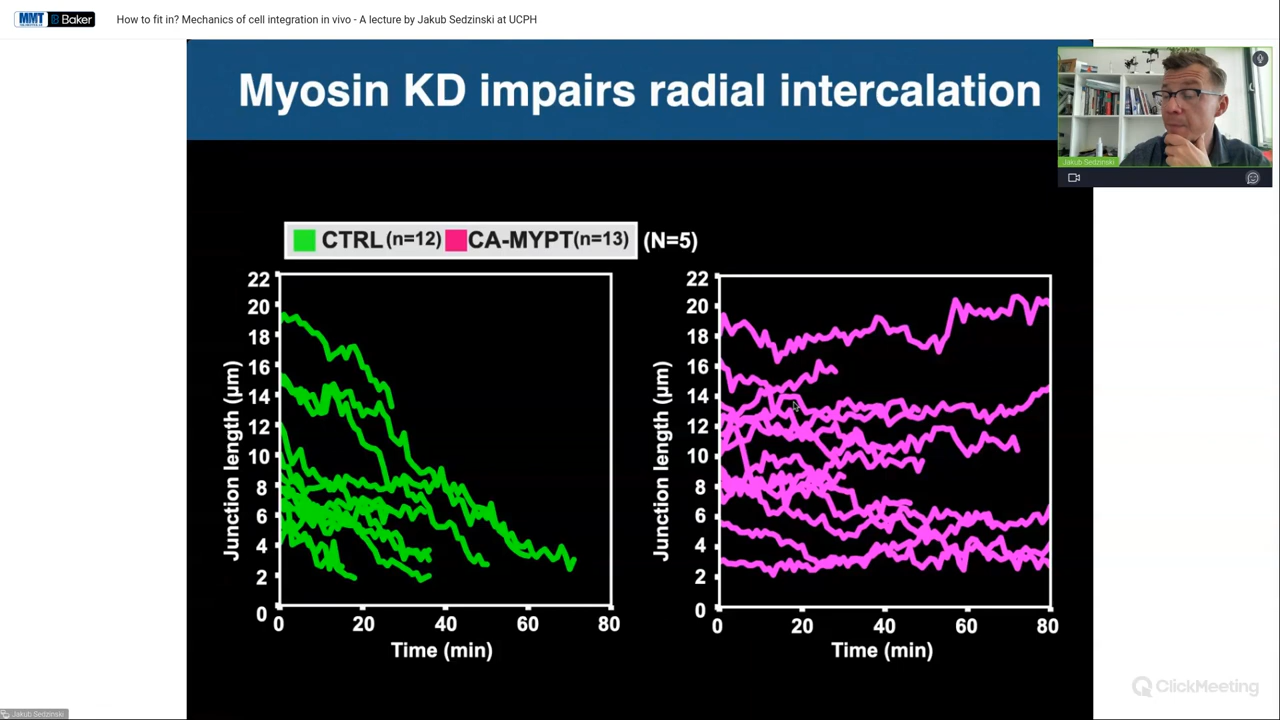 MMT Baker
How to fit in? Mechanics of cell integration in vivo - A lecture by Jakub Sedzinski at UCPH
Myosin KD impairs radial intercalation
Jakub Sedzinski
CTRL (n=12) CA-MYPT(n=13) (N=5)
22
20
18
16
14
12
10
8
6
4
2
0
Junction length (µm)
0 20 40 60 80
Time (min)
22
20
18
16
14
12
10
8
6
4
2
0
Junction length (µm)
0 20 40 60 80
Time (min)
ClickMeeting
Jakub Sedzinski